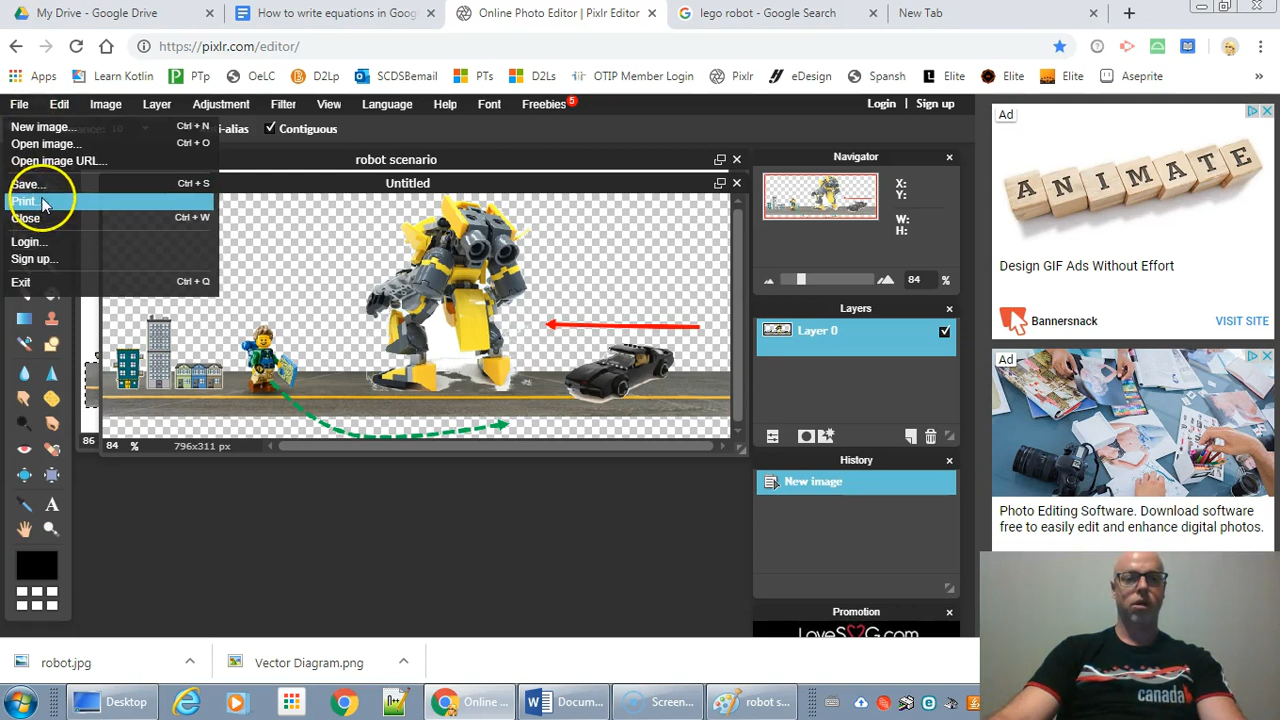 My Drive - Google Drive
How to write equations in Goog
Online Photo Editor | Pixlr Editor
lego robot - Google Search
New Tab
https://pixlr.com/editor/
Apps
Learn Kotlin
PTp
OeLC
D2Lp
SCDSBemail
PTs
D2Ls
OTIP Member Login
Pixlr
eDesign
Spansh
Elite
Elite
Elite
Aseprite
»
File Edit Image Layer Adjustment Filter View Language Help Font Freebies 5 Login Sign up
New image... Ctrl + N
Open image... Ctrl + O
Open image URL...
Save... Ctrl + S
Print...
Close Ctrl + W
Login...
Sign up...
Exit Ctrl + Q
Contiguous
robot scenario
Untitled
86
84 % 796x311 px
Navigator
X:
Y:
W:
H:
84 %
Layers
Layer 0
History
New image
Promotion
Ad
ANIMATE
Design GIF Ads Without Effort
Bannersnack VISIT SITE
Ad
Photo Editing Software. Download software
free to easily edit and enhance digital photos.
canada
robot.jpg
Vector Diagram.png
Desktop
Online ...
Docum...
Screen...
robot s...